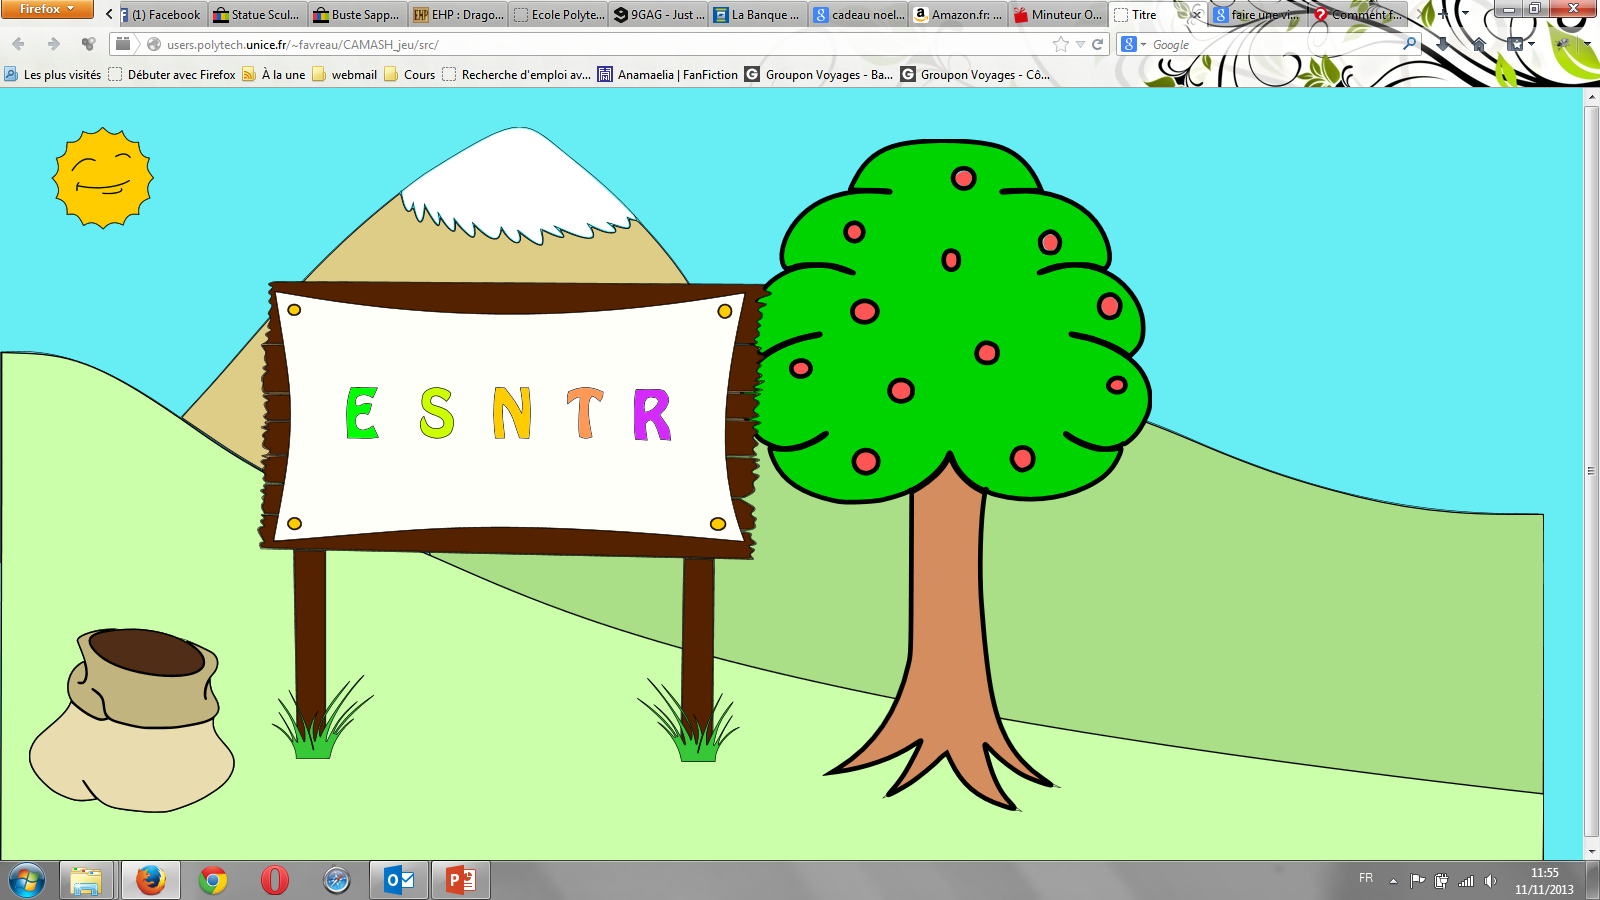 Firefox
(1) Facebook
Statue Scul...
Buste Sapp...
EHP : Drago...
Ecole Polyte...
9GAG - Just ...
La Banque ...
cadeau noel...
Amazon.fr: ...
Minuteur O...
Titre
faire une vi...
Comment f...
users.polytech.unice.fr/~favreau/CAMASH_jeu/src/
Google
Les plus visités
Débuter avec Firefox
À la une
webmail
Cours
Recherche d'emploi av...
Anamaelia | FanFiction
Groupon Voyages - Ba...
Groupon Voyages - Cô...
E S N T R
FR
11:55
11/11/2013